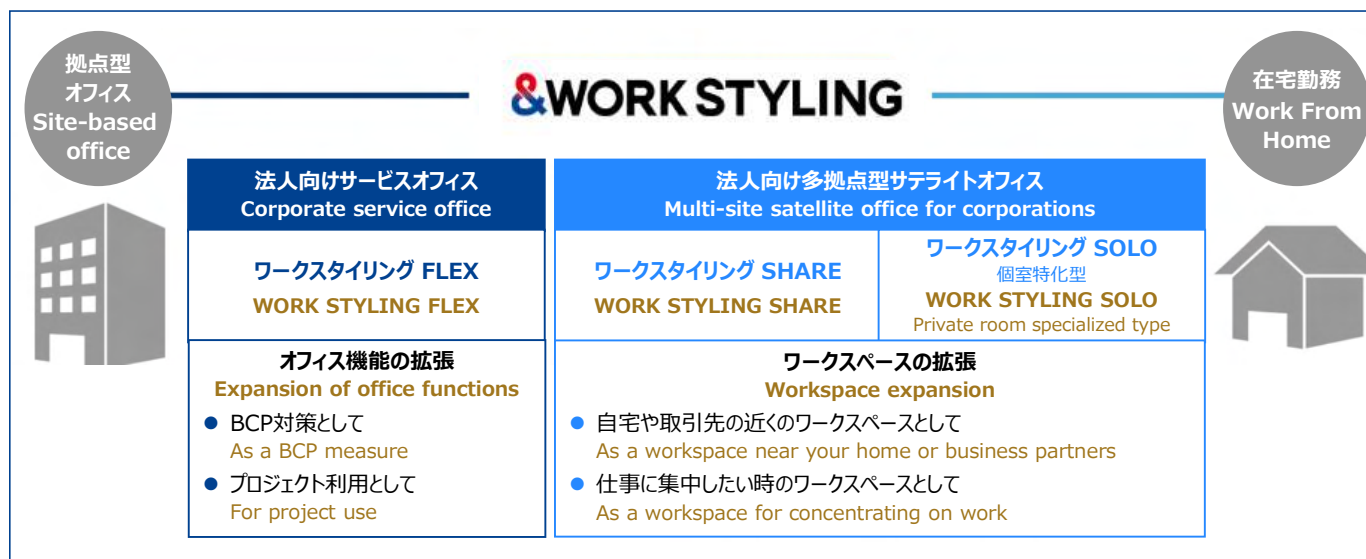 拠点型
オフィス
Site-based
office
&WORK STYLING
在宅勤務
Work From
Home
法人向けサービスオフィス
Corporate service office
法人向け多拠点型サテライトオフィス
Multi-site satellite office for corporations
ワークスタイリング FLEX
WORK STYLING FLEX
ワークスタイリング SHARE
WORK STYLING SHARE
ワークスタイリング SOLO
個室特化型
WORK STYLING SOLO
Private room specialized type
オフィス機能の拡張
Expansion of office functions
● BCP対策として
As a BCP measure
● プロジェクト利用として
For project use
ワークスペースの拡張
Workspace expansion
● 自宅や取引先の近くのワークスペースとして
As a workspace near your home or business partners
● 仕事に集中したい時のワークスペースとして
As a workspace for concentrating on work